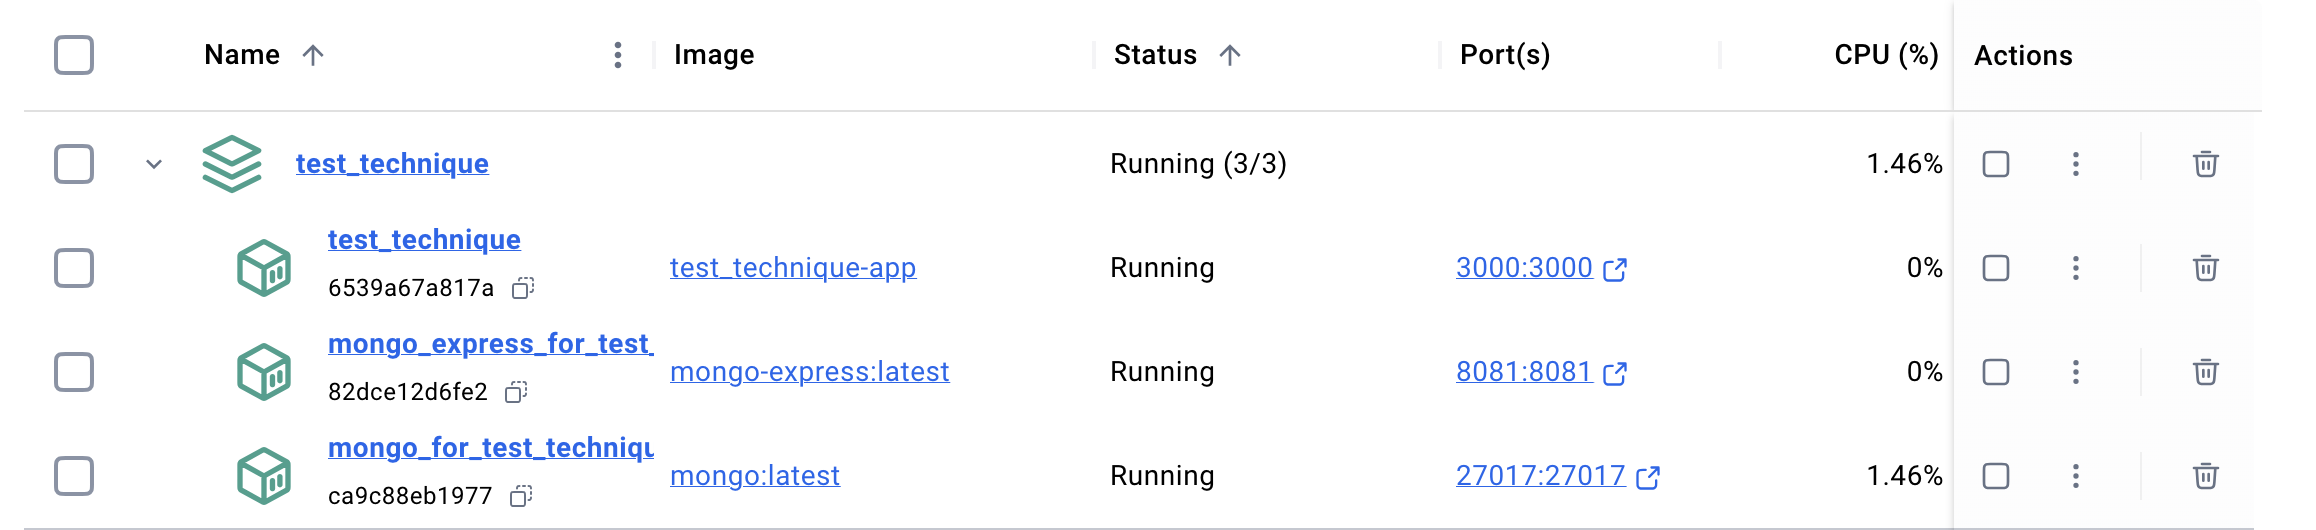 Name Image Status Port(s) CPU (%) Actions
test_technique Running (3/3) 1.46%
test_technique
6539a67a817a test_technique-app Running 3000:3000 0%
mongo_express_for_test_
82dce12d6fe2 mongo-express:latest Running 8081:8081 0%
mongo_for_test_techniqu
ca9c88eb1977 mongo:latest Running 27017:27017 1.46%